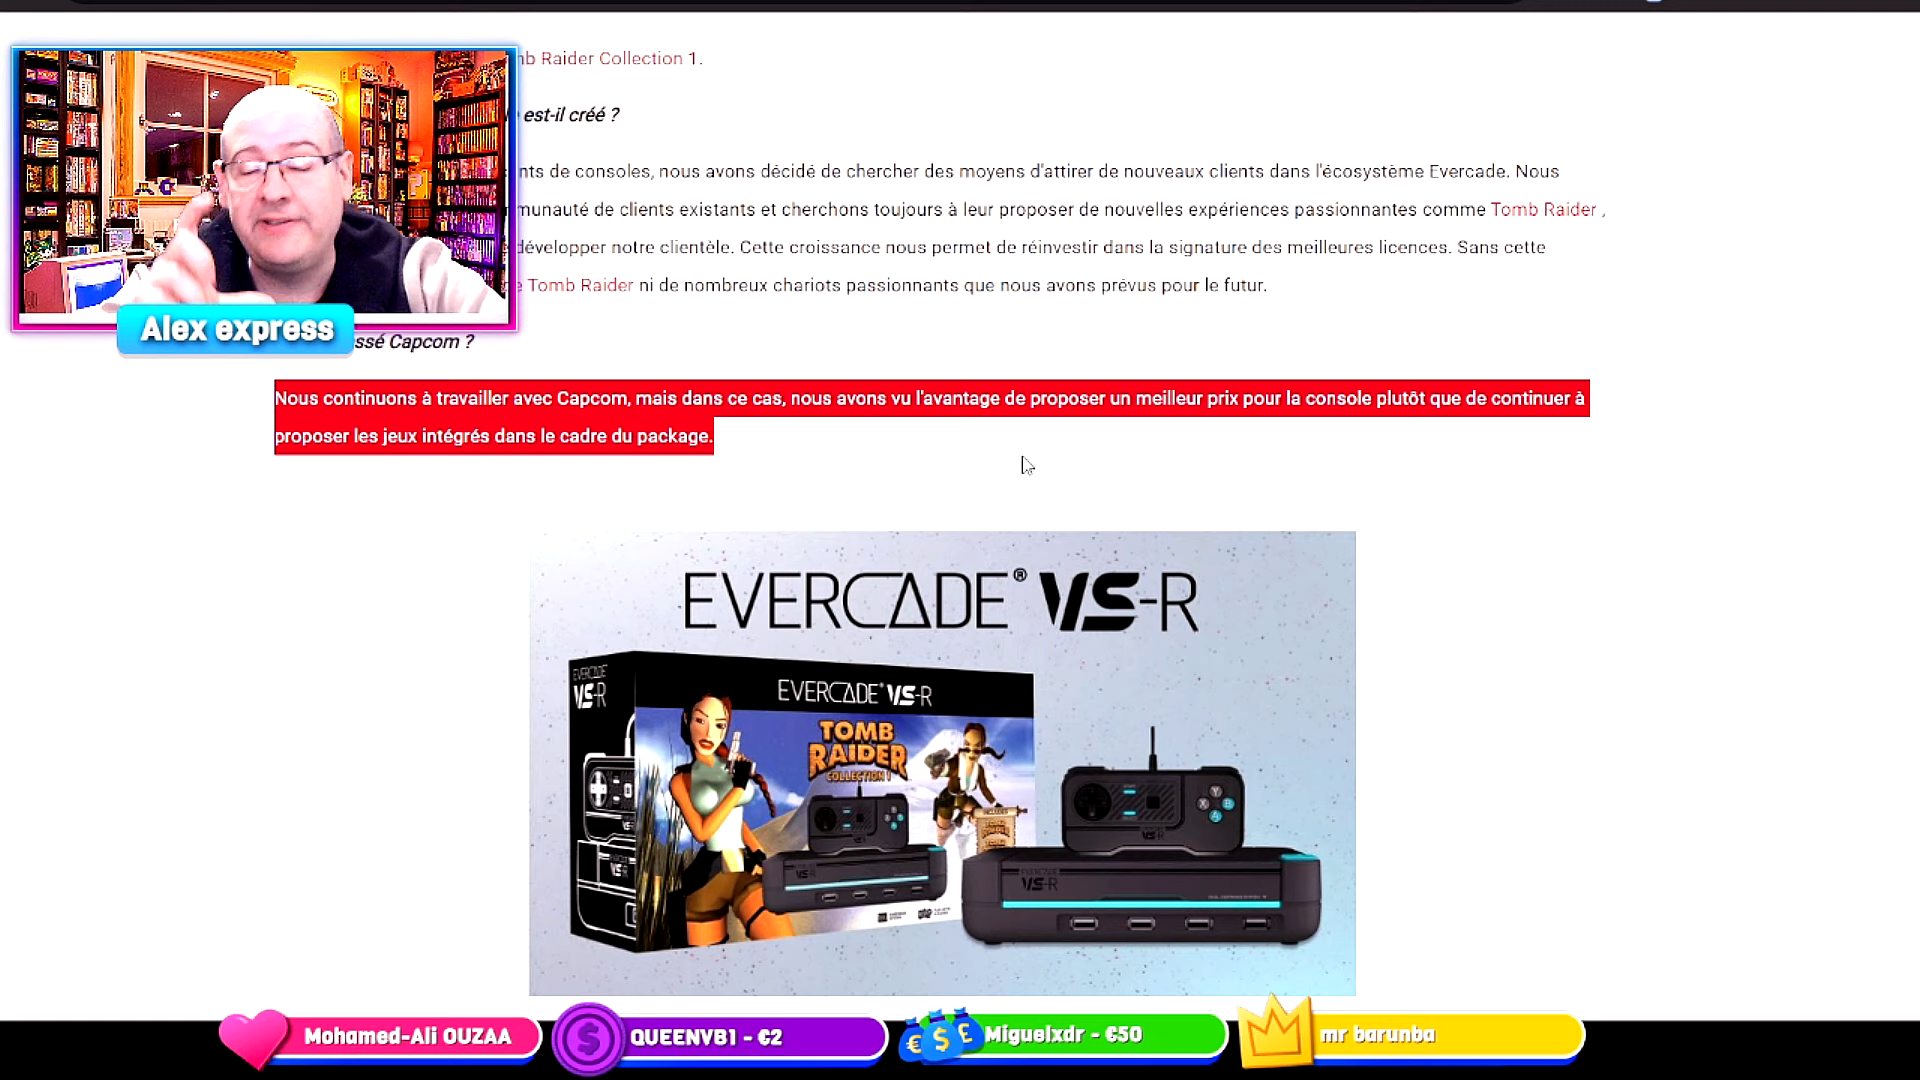 mb Raider Collection 1.
est-il créé ?
nts de consoles, nous avons décidé de chercher des moyens d'attirer de nouveaux clients dans l'écosystème Evercade. Nous
munauté de clients existants et cherchons toujours à leur proposer de nouvelles expériences passionnantes comme Tomb Raider ,
développer notre clientèle. Cette croissance nous permet de réinvestir dans la signature des meilleures licences. Sans cette
e Tomb Raider ni de nombreux chariots passionnants que nous avons prévus pour le futur.
Alex express
ssé Capcom ?
Nous continuons à travailler avec Capcom, mais dans ce cas, nous avons vu l'avantage de proposer un meilleur prix pour la console plutôt que de continuer à
proposer les jeux intégrés dans le cadre du package.
EVERCADE® VS-R
EVERCADE
VS-R
EVERCADE® VS-R
TOMB
RAIDER
COLLECTION 1
INCLUDES
VS-R
Y
X B
A
VS-R
EVERCADE
VS-R
Mohamed-Ali OUZAA
QUEENVB1 - €2
Miguelxdr - €50
mr barunba